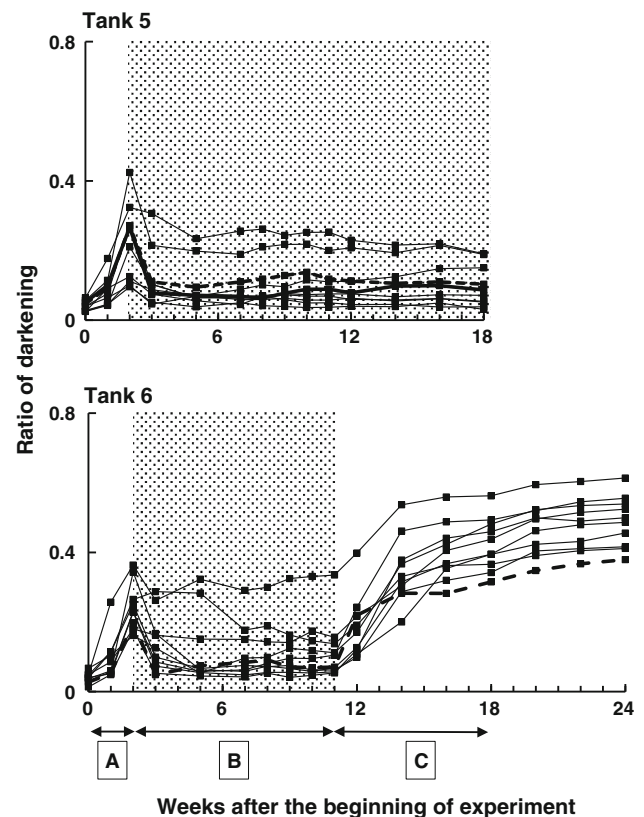 Tank 5
0.8
0.4
0
0 6 12 18
Ratio of darkening
Tank 6
0.8
0.4
0
0 6 12 18 24
A B C
Weeks after the beginning of experiment